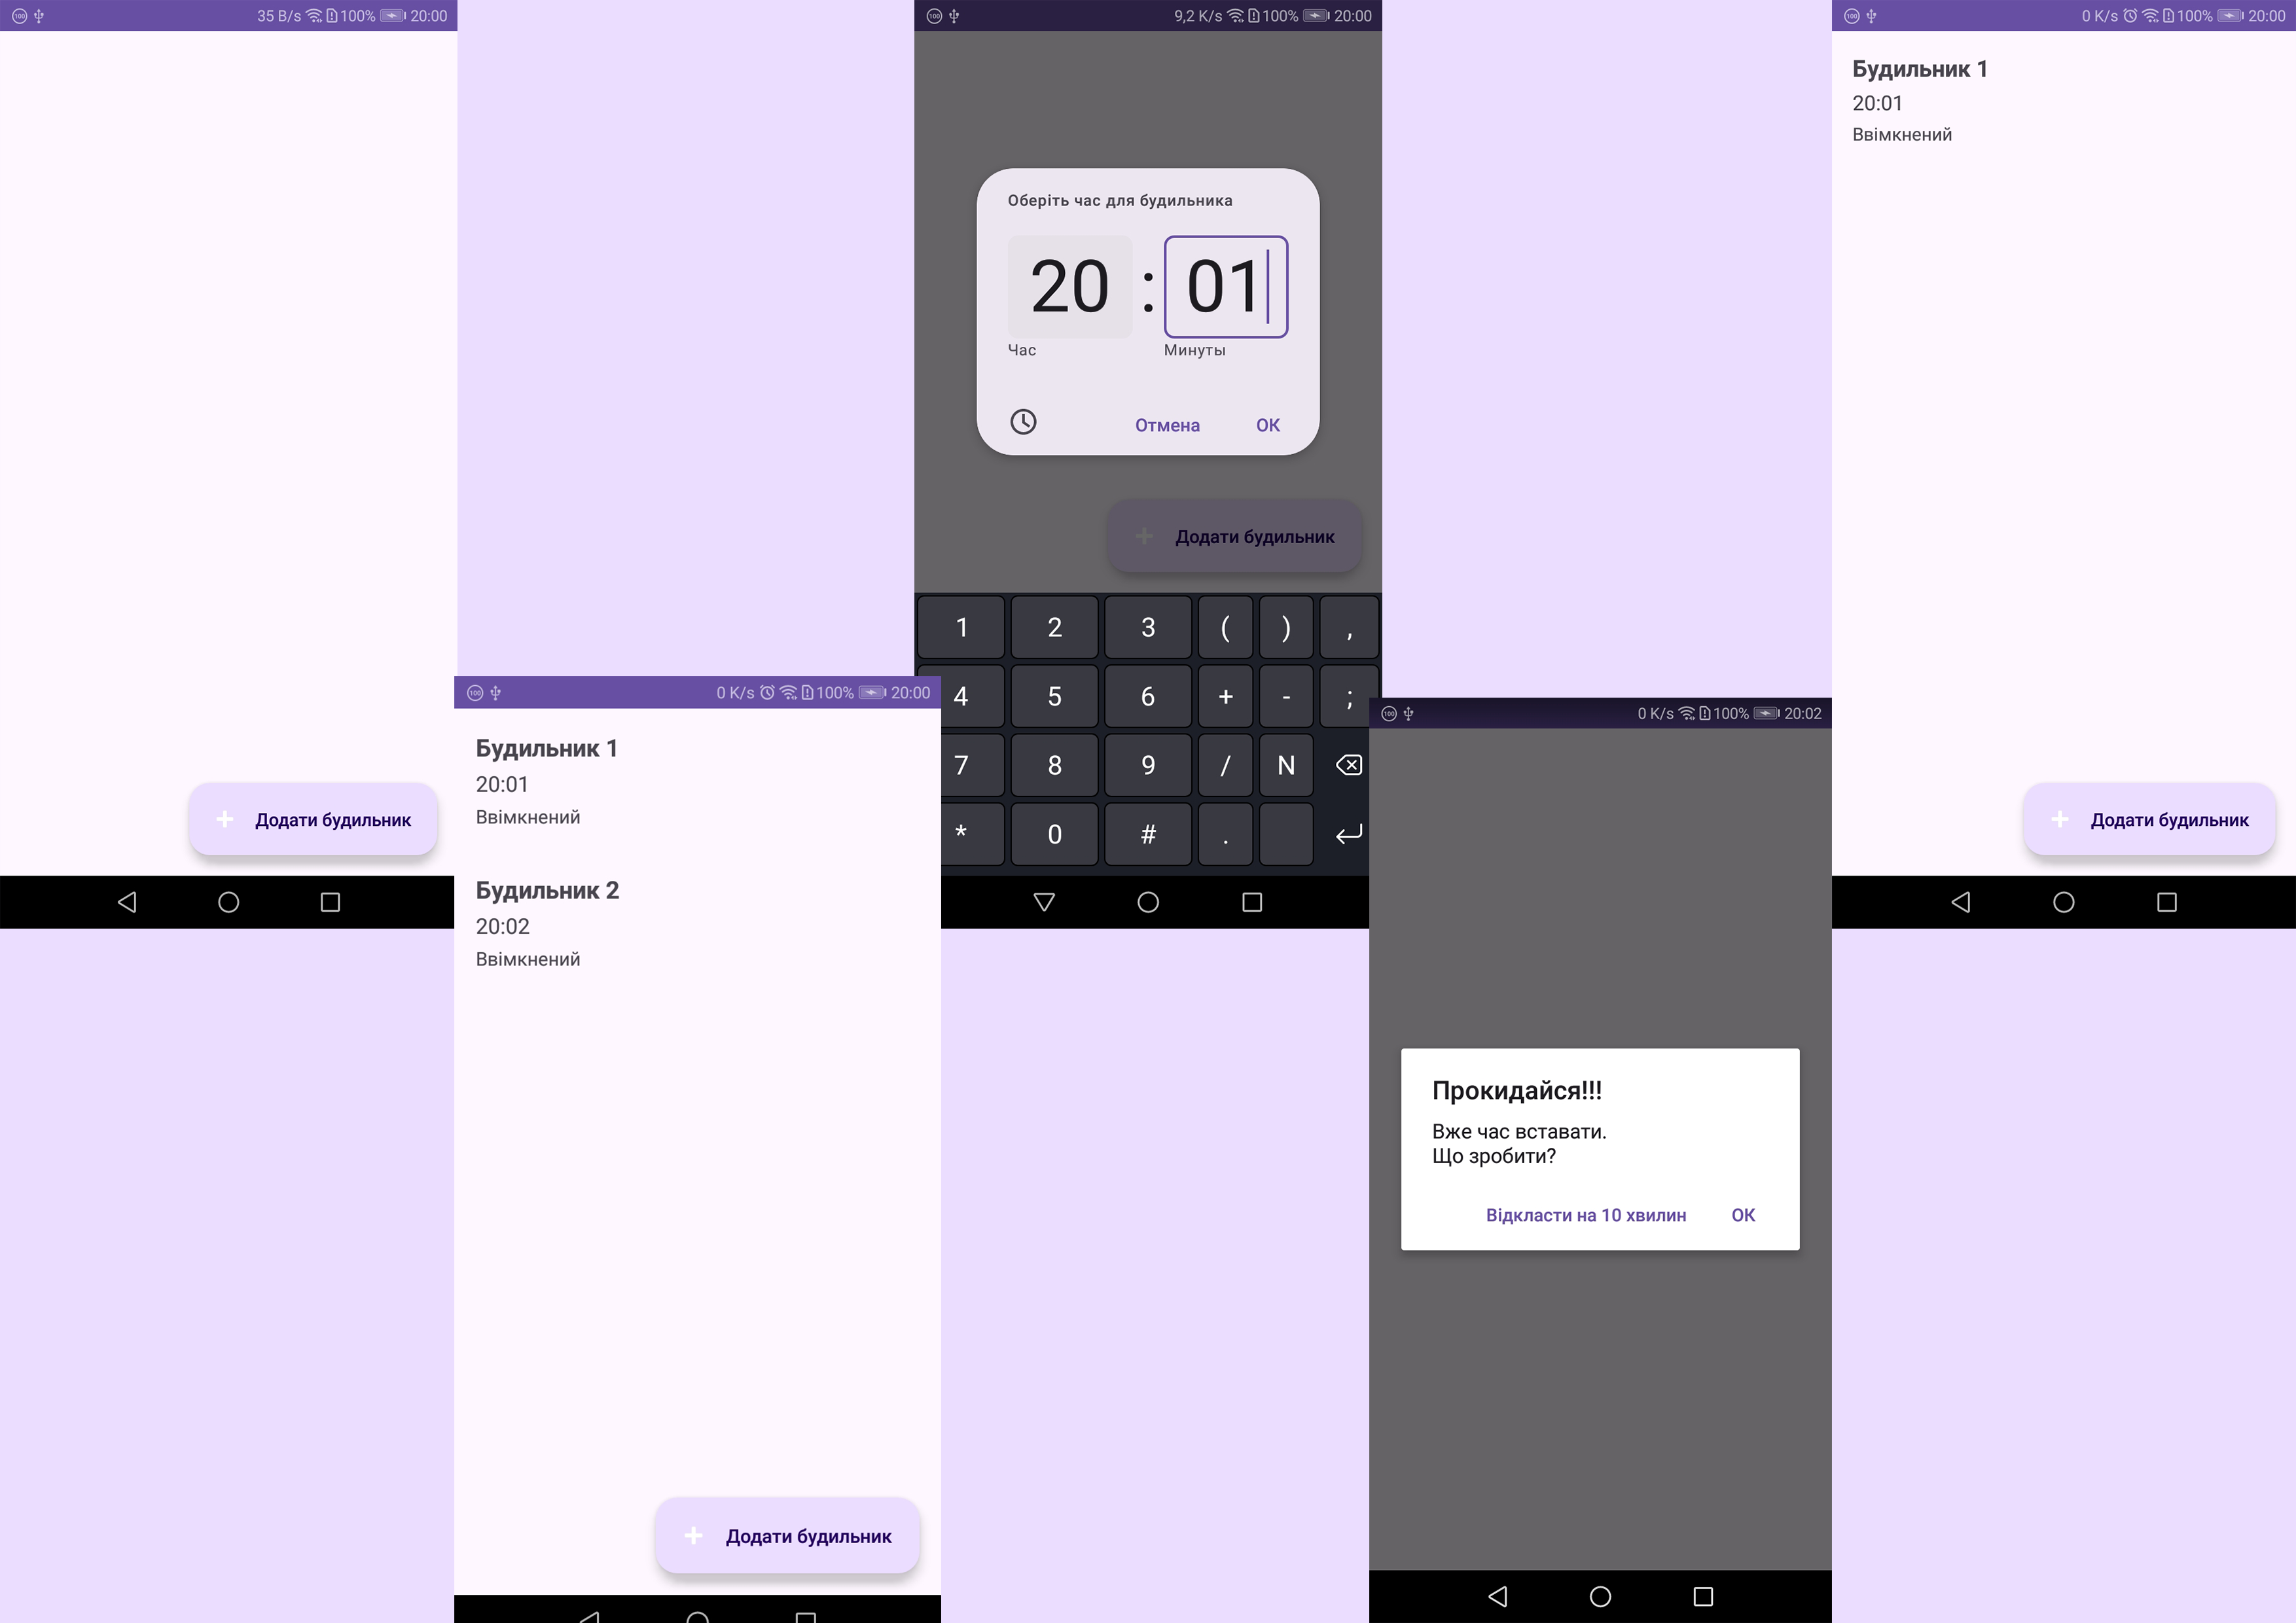 35 B/s 100% 20:00
+ Додати будильник
0 K/s 100% 20:00
Будильник 1
20:01
Ввімкнений
Будильник 2
20:02
Ввімкнений
+ Додати будильник
9,2 K/s 100% 20:00
Оберіть час для будильника
20 : 01
Час Минуты
Отмена ОК
+ Додати будильник
1 2 3 ( ) ,
4 5 6 + - ;
7 8 9 / N
* 0 # .
0 K/s 100% 20:02
Прокидайся!!!
Вже час вставати.
Що зробити?
Відкласти на 10 хвилин ОК
0 K/s 100% 20:00
Будильник 1
20:01
Ввімкнений
+ Додати будильник